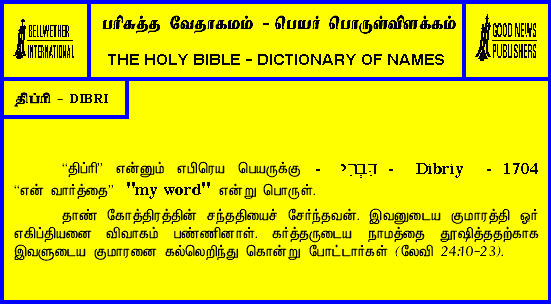 BELLWETHER
INTERNATIONAL
பரிசுத்த வேதாகமம் - பெயர் பொருள்விளக்கம்
THE HOLY BIBLE - DICTIONARY OF NAMES
GOOD NEWS
PUBLISHERS
திப்ரி - DIBRI
“திப்ரி” என்னும் எபிரெய பெயருக்கு - דִּבְרִי - Dibriy - 1704
“என் வார்த்தை” "my word" என்று பொருள்.
தாண் கோத்திரத்தின் சந்ததியைச் சேர்ந்தவன். இவனுடைய குமாரத்தி ஓர்
எகிப்தியனை விவாகம் பண்ணினாள். கர்த்தருடைய நாமத்தை தூஷித்ததற்காக
இவளுடைய குமாரனை கல்லெறிந்து கொன்று போட்டார்கள் (லேவி 24:10-23).